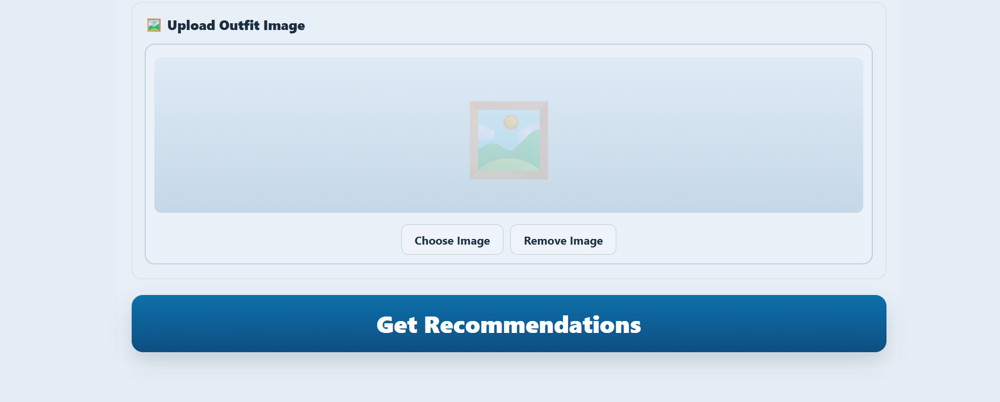 Upload Outfit Image
Choose Image
Remove Image
Get Recommendations